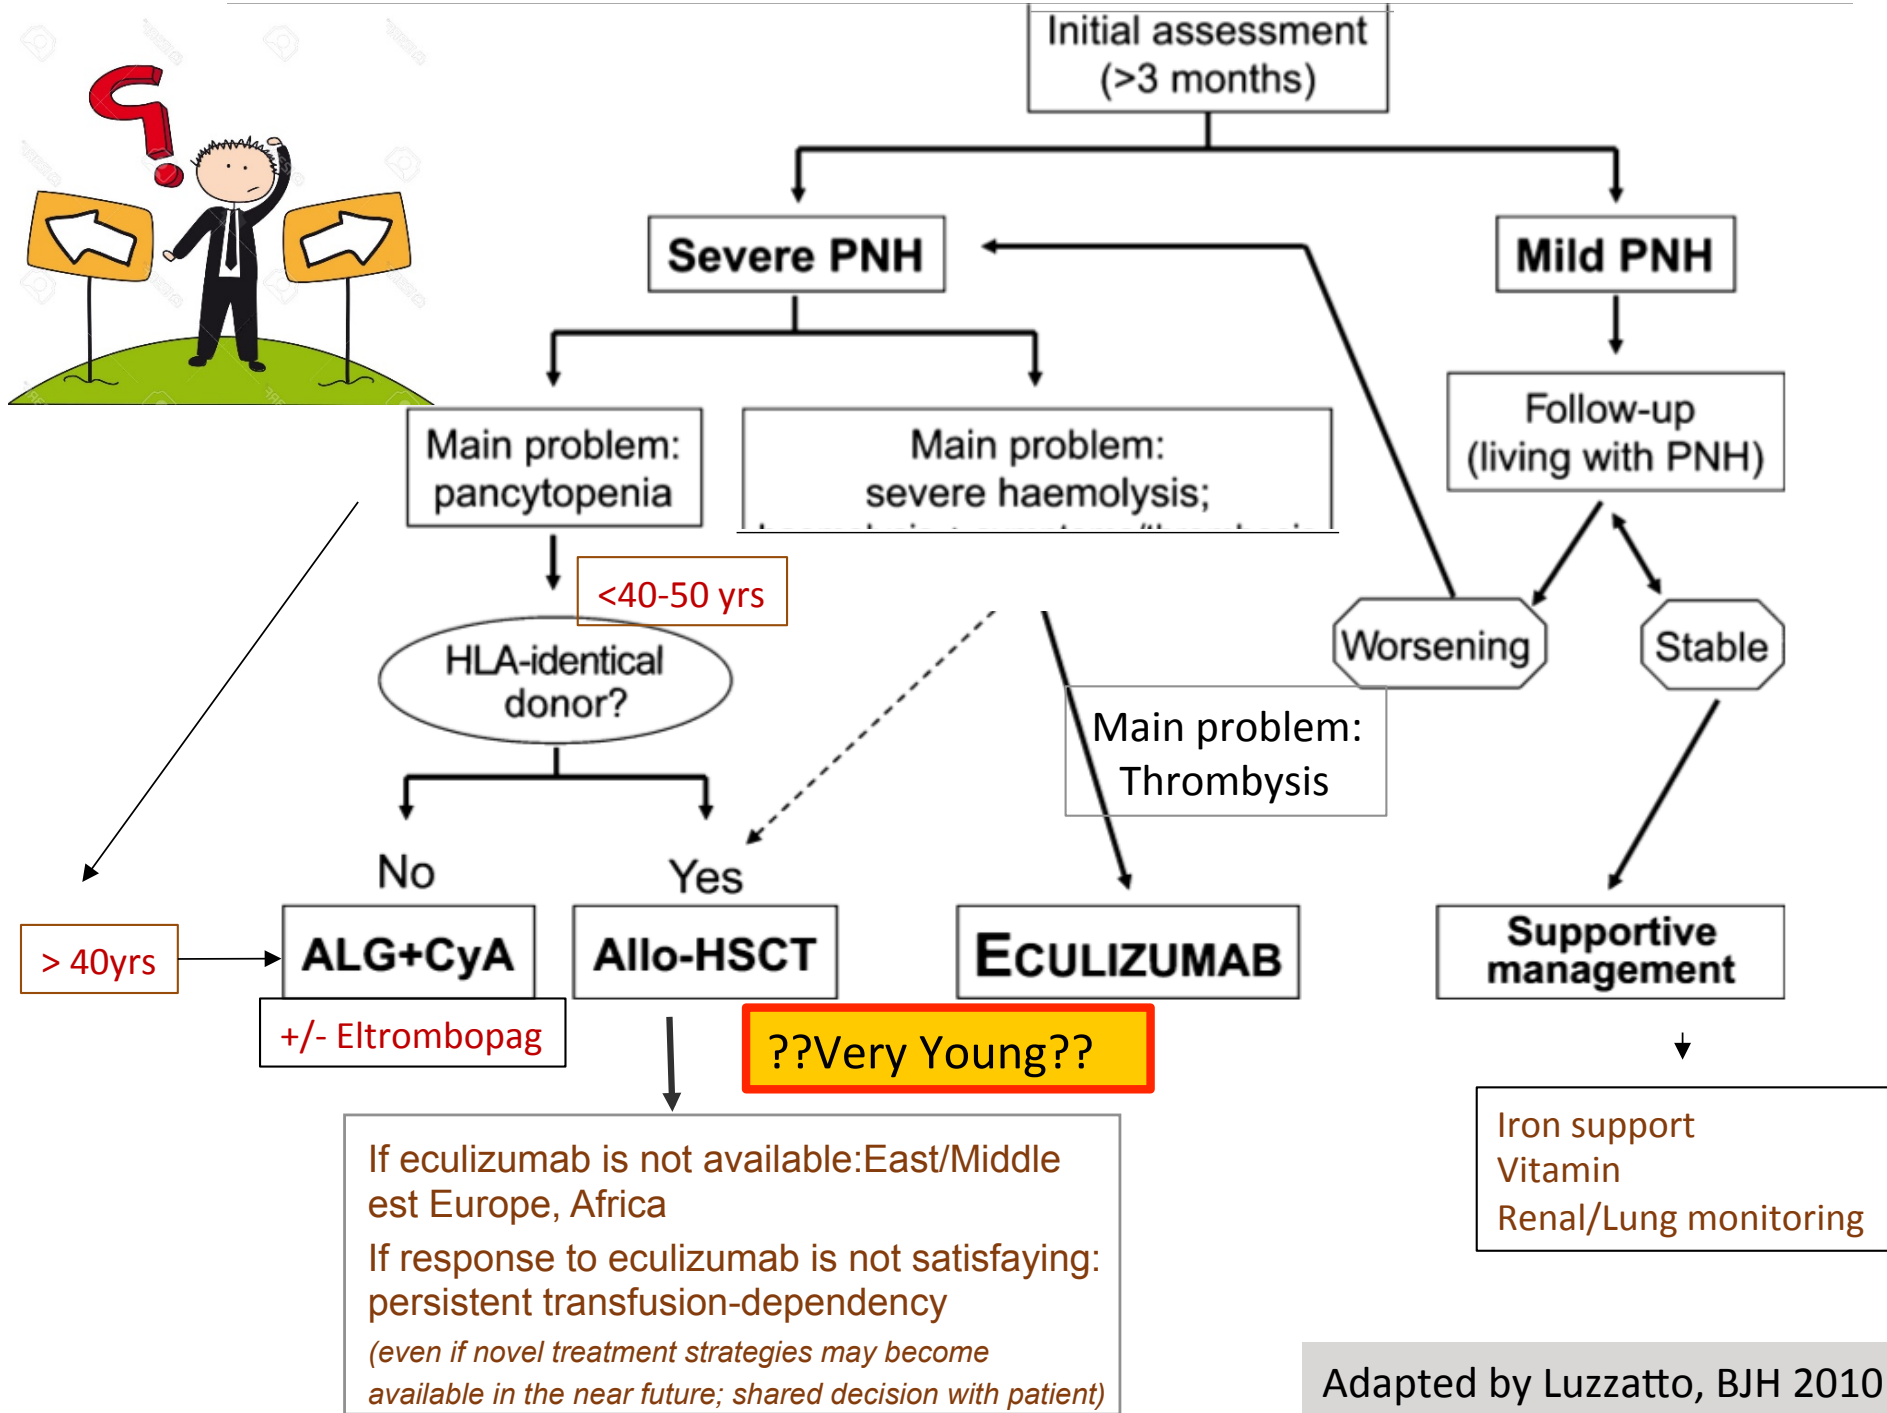 Initial assessment
(>3 months)
Severe PNH
Mild PNH
Main problem:
pancytopenia
Main problem:
severe haemolysis;
Follow-up
(living with PNH)
<40-50 yrs
HLA-identical
donor?
Worsening
Stable
Main problem:
Thrombysis
No
Yes
> 40yrs
ALG+CyA
Allo-HSCT
ECULIZUMAB
Supportive
management
+/- Eltrombopag
??Very Young??
If eculizumab is not available:East/Middle
est Europe, Africa
If response to eculizumab is not satisfaying:
persistent transfusion-dependency
(even if novel treatment strategies may become
available in the near future; shared decision with patient)
Iron support
Vitamin
Renal/Lung monitoring
Adapted by Luzzatto, BJH 2010